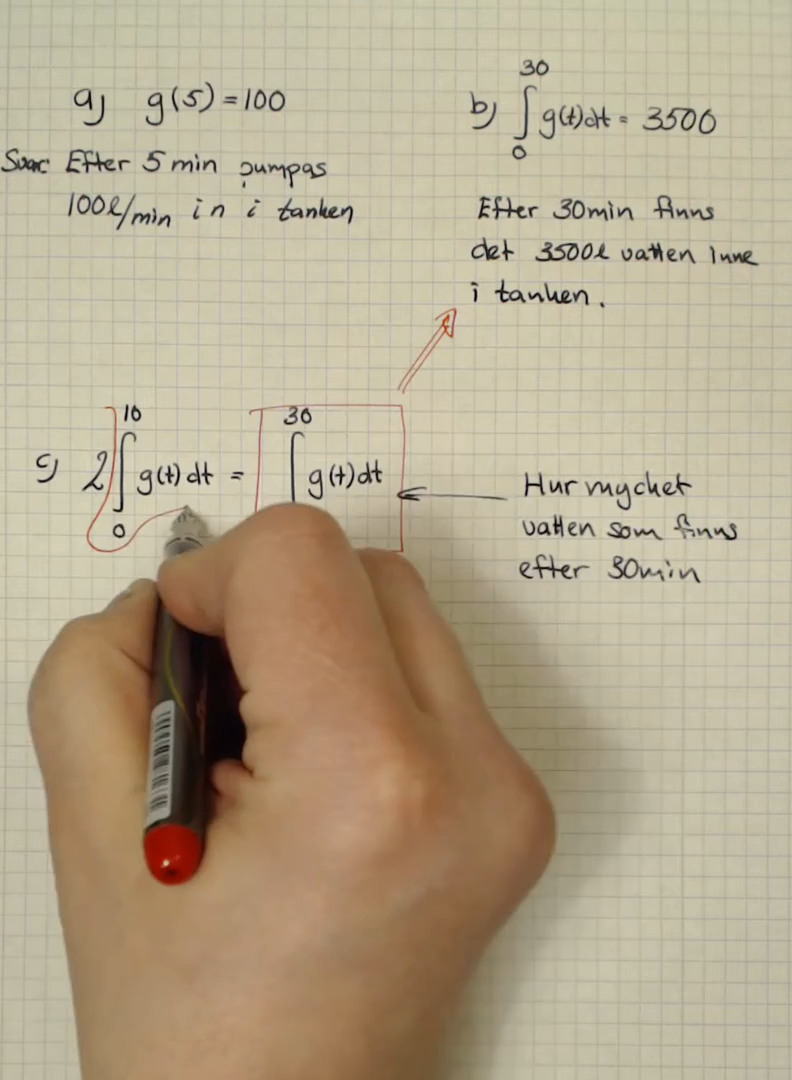 a) g(5) = 100
Svar: Efter 5 min pumpas
100l/min in i tanken
b) ∫₀³⁰ g(t)dt = 3500
Efter 30min finns
det 3500l vatten inne
i tanken.
c) 2∫₀¹⁰ g(t)dt = ∫³⁰ g(t)dt
Hur mycket
vatten som finns
efter 30min